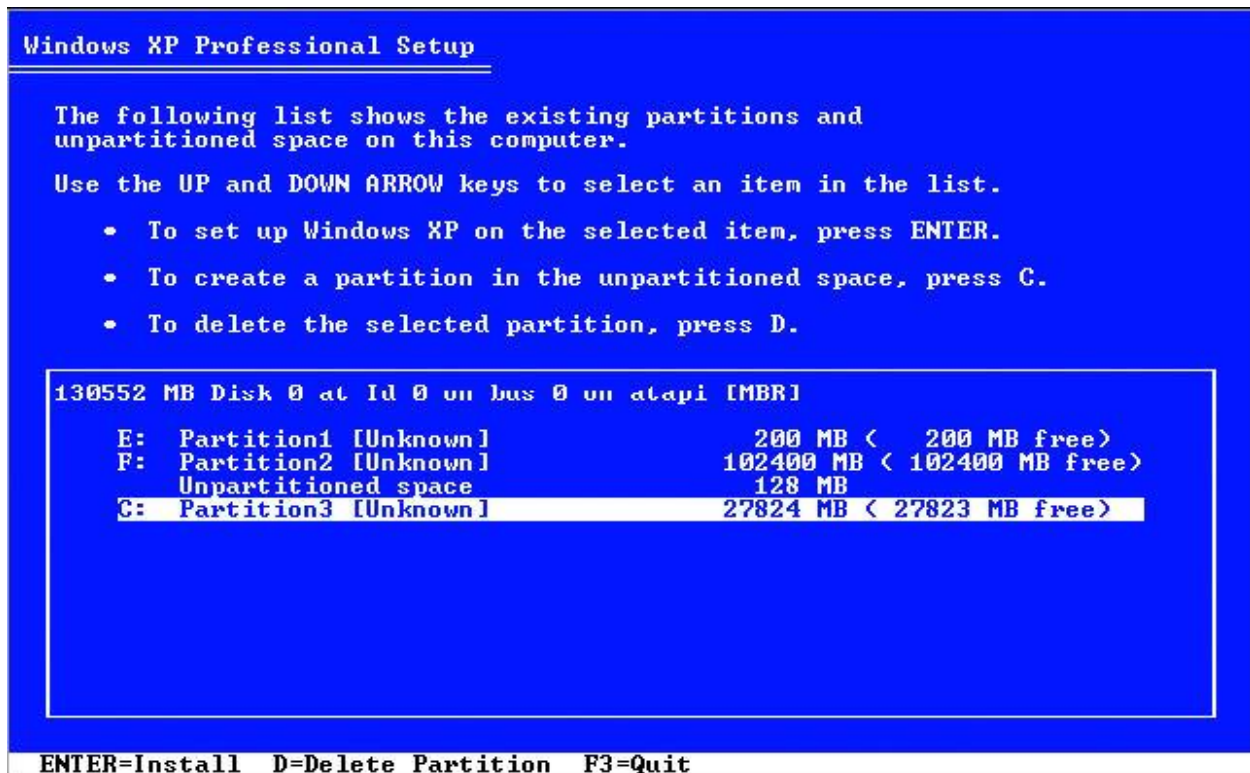 Windows XP Professional Setup
The following list shows the existing partitions and
unpartitioned space on this computer.
Use the UP and DOWN ARROW keys to select an item in the list.
• To set up Windows XP on the selected item, press ENTER.
• To create a partition in the unpartitioned space, press C.
• To delete the selected partition, press D.
130552 MB Disk 0 at Id 0 on bus 0 on atapi [MBR]
E: Partition1 [Unknown] 200 MB ( 200 MB free)
F: Partition2 [Unknown] 102400 MB ( 102400 MB free)
Unpartitioned space 128 MB
C: Partition3 [Unknown] 27824 MB ( 27823 MB free)
ENTER=Install D=Delete Partition F3=Quit